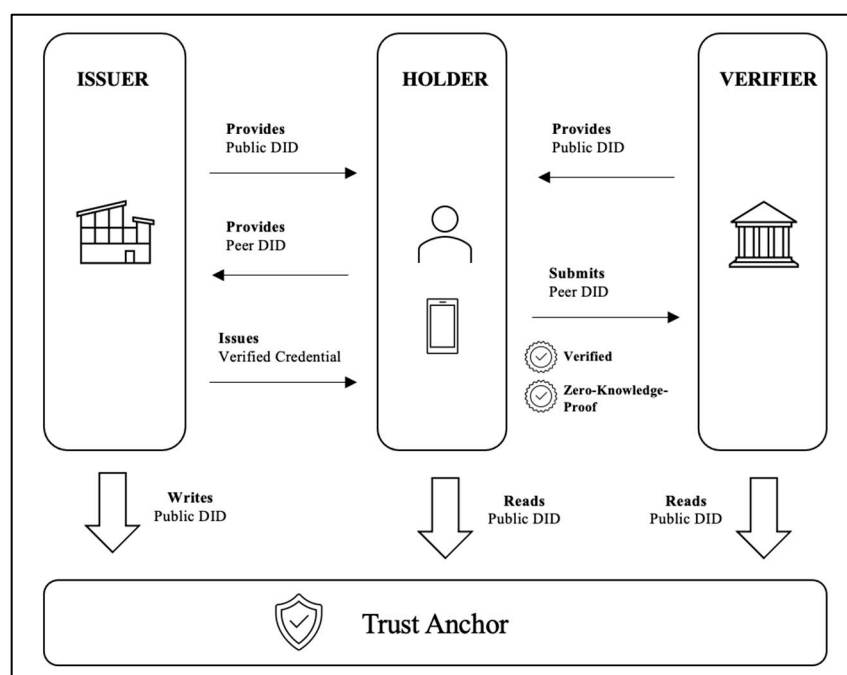 ISSUER
HOLDER
VERIFIER
Provides
Public DID
Provides
Public DID
Provides
Peer DID
Submits
Peer DID
Issues
Verified Credential
Verified
Zero-Knowledge-
Proof
Writes
Public DID
Reads
Public DID
Reads
Public DID
Trust Anchor